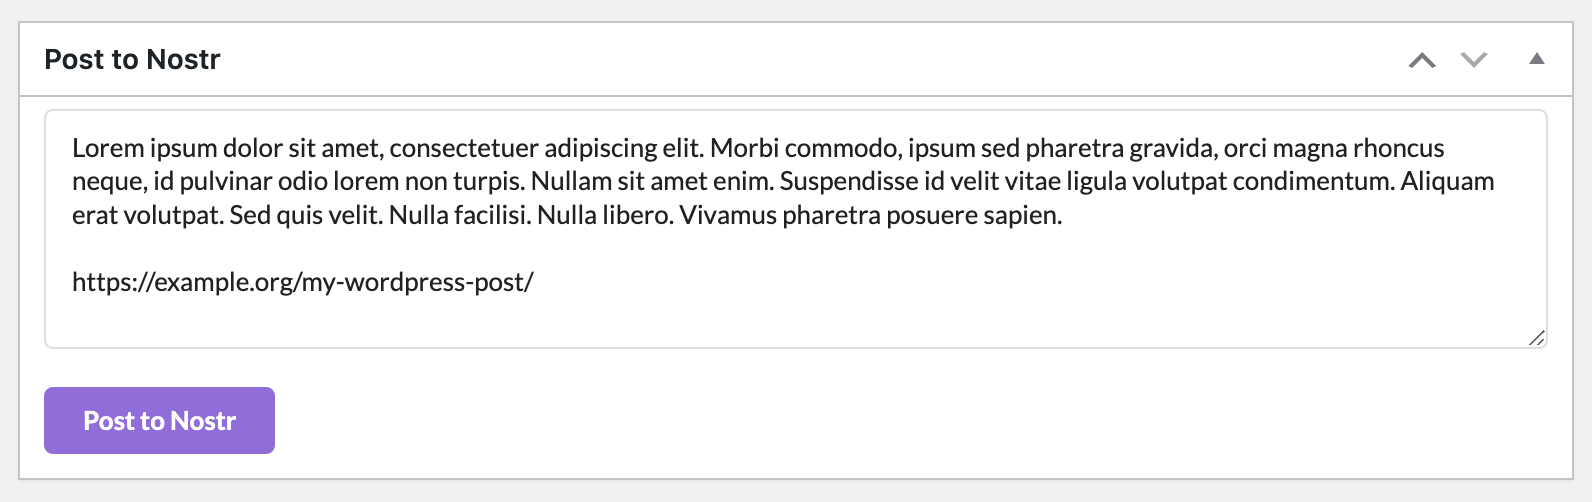 Post to Nostr
Lorem ipsum dolor sit amet, consectetuer adipiscing elit. Morbi commodo, ipsum sed pharetra gravida, orci magna rhoncus
neque, id pulvinar odio lorem non turpis. Nullam sit amet enim. Suspendisse id velit vitae ligula volutpat condimentum. Aliquam
erat volutpat. Sed quis velit. Nulla facilisi. Nulla libero. Vivamus pharetra posuere sapien.
https://example.org/my-wordpress-post/
Post to Nostr